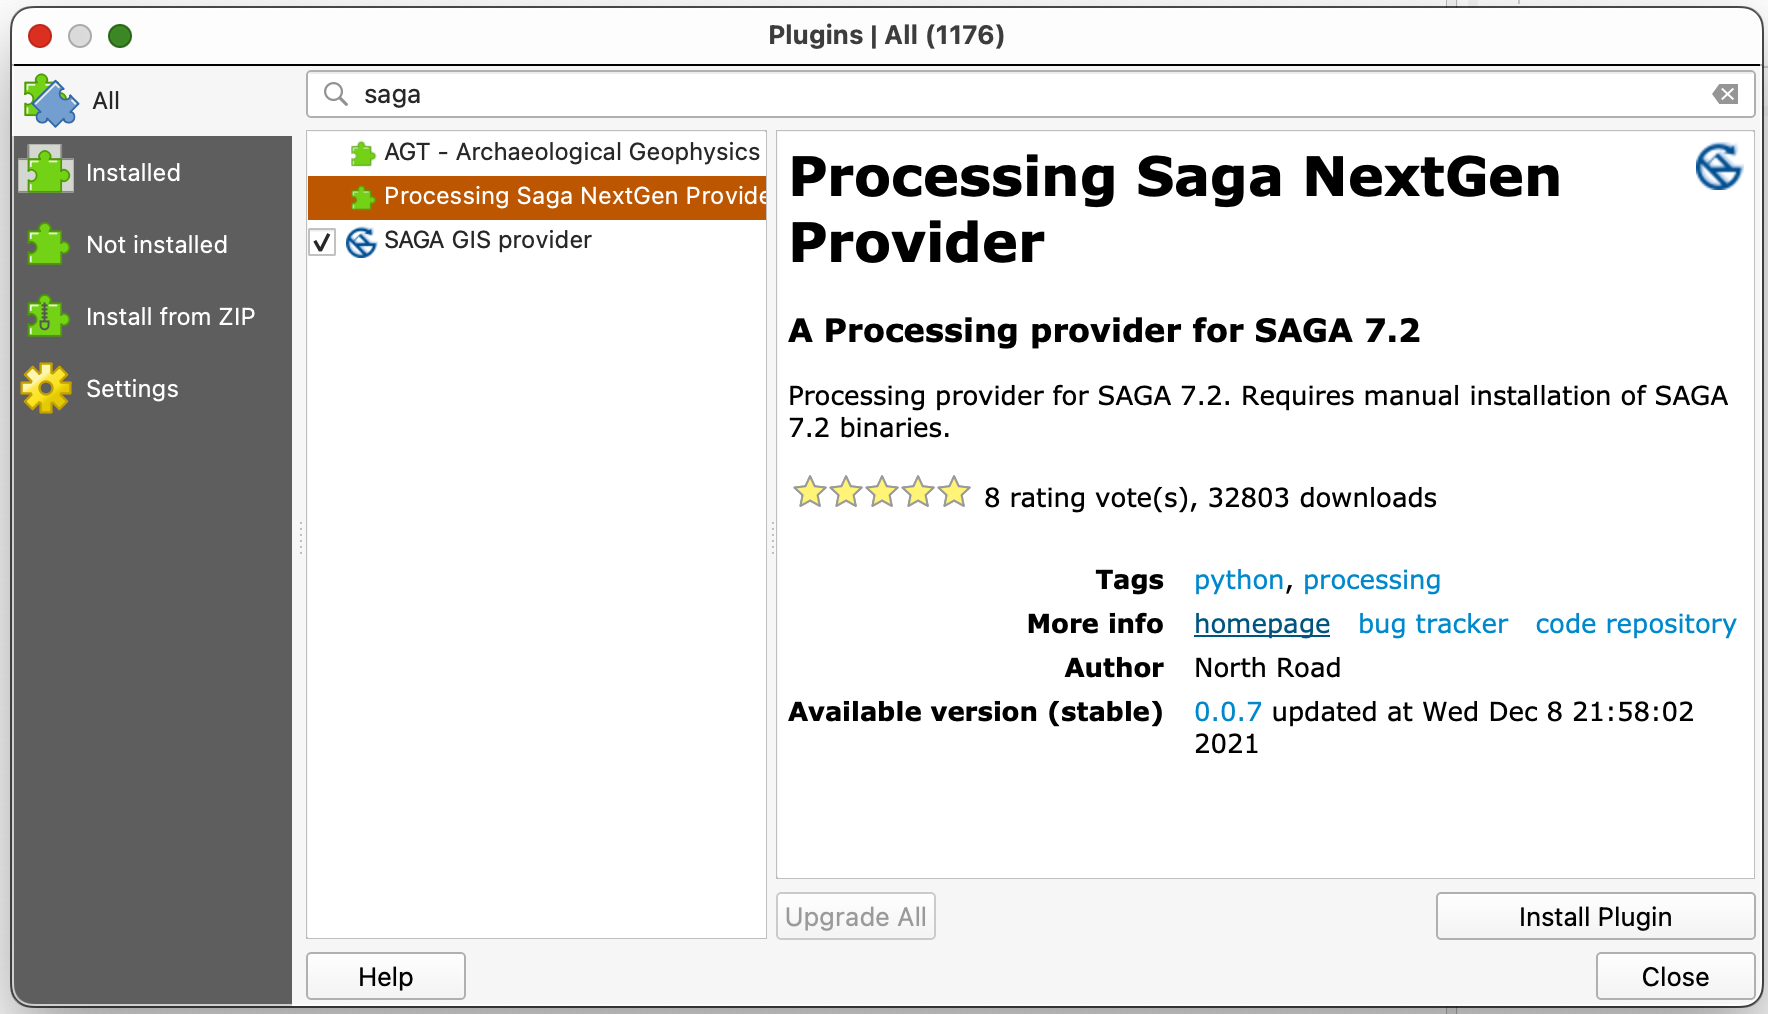 Plugins | All (1176)
All
saga
Installed
Not installed
Install from ZIP
Settings
AGT - Archaeological Geophysics
Processing Saga NextGen Provide
SAGA GIS provider
Processing Saga NextGen
Provider
A Processing provider for SAGA 7.2
Processing provider for SAGA 7.2. Requires manual installation of SAGA
7.2 binaries.
8 rating vote(s), 32803 downloads
Tags python, processing
More info homepage bug tracker code repository
Author North Road
Available version (stable) 0.0.7 updated at Wed Dec 8 21:58:02
2021
Upgrade All
Install Plugin
Help
Close